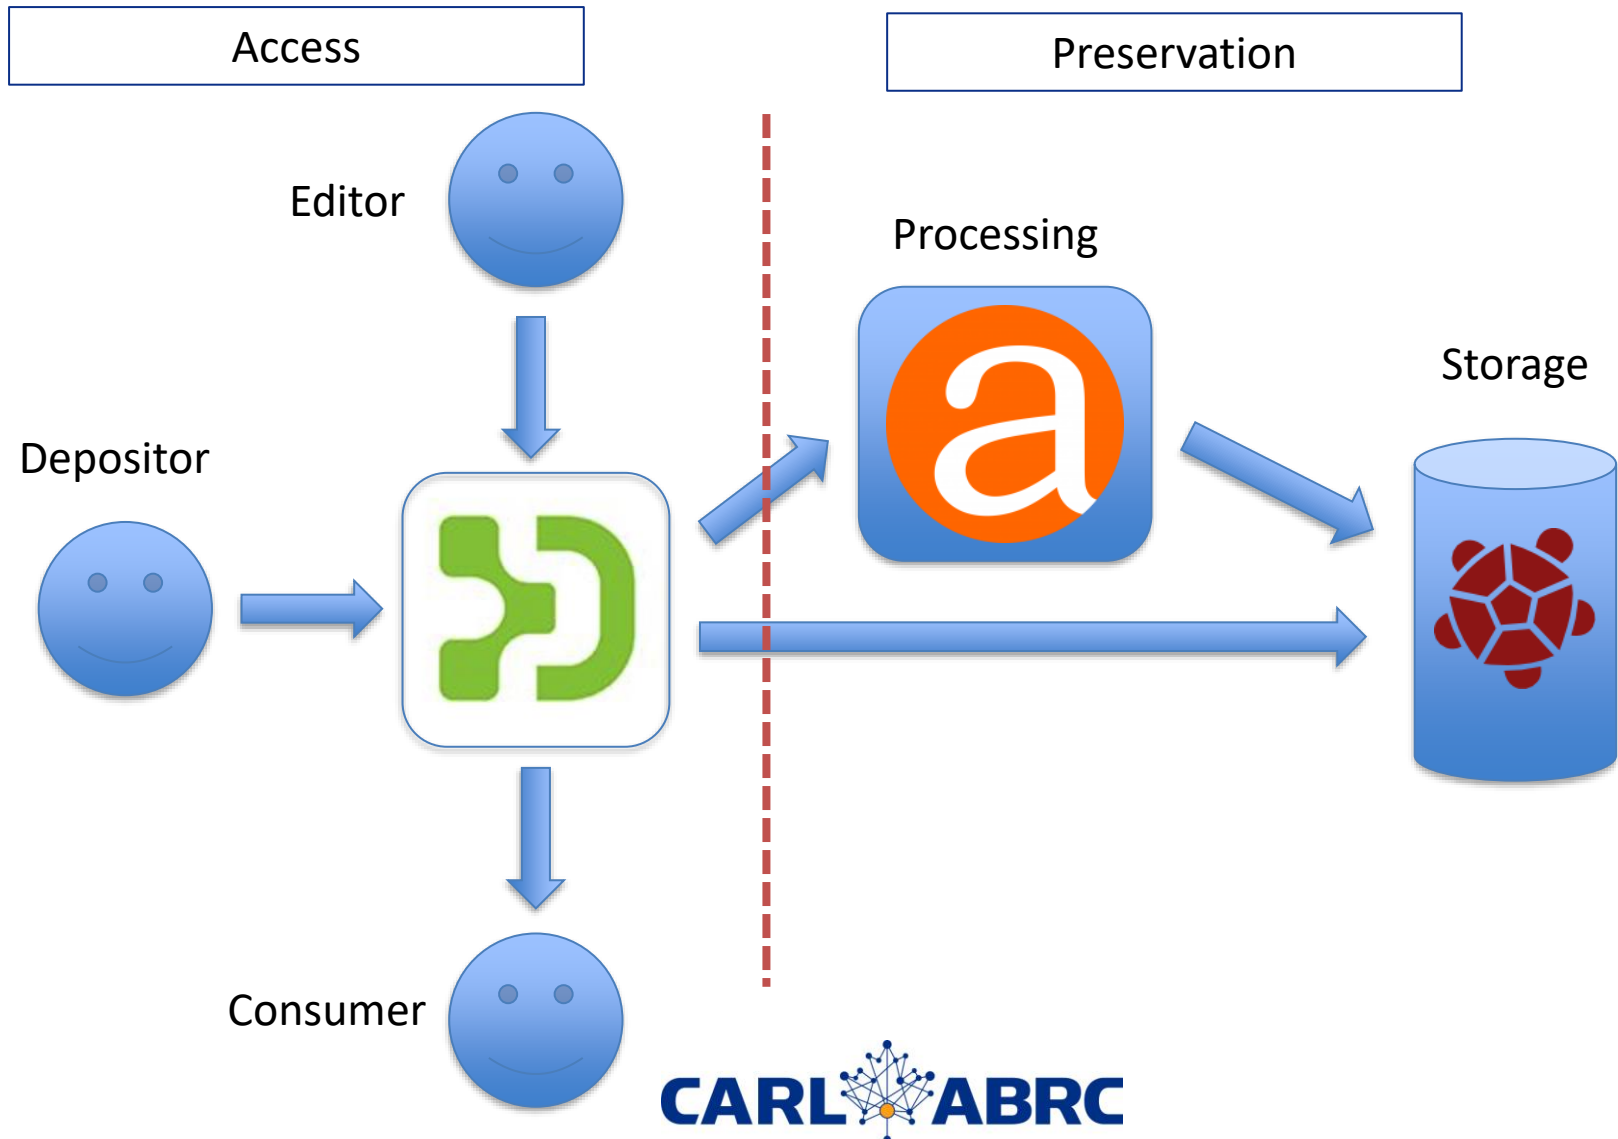 Access
Preservation
Editor
Processing
Storage
Depositor
a
Consumer
CARL ABRC